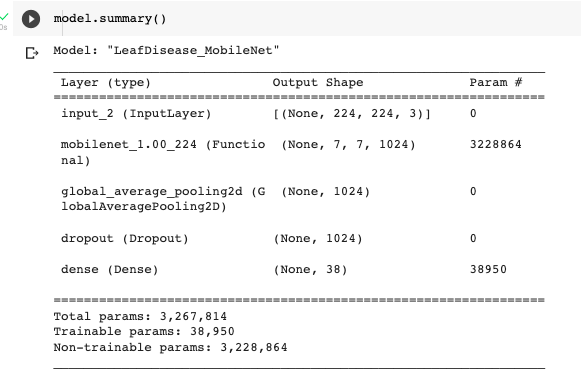 0s
model.summary()
Model: "LeafDisease_MobileNet"
Layer (type) Output Shape Param #
=================================================================
input_2 (InputLayer) [(None, 224, 224, 3)] 0
mobilenet_1.00_224 (Functio (None, 7, 7, 1024) 3228864
nal)
global_average_pooling2d (G (None, 1024) 0
lobalAveragePooling2D)
dropout (Dropout) (None, 1024) 0
dense (Dense) (None, 38) 38950
=================================================================
Total params: 3,267,814
Trainable params: 38,950
Non-trainable params: 3,228,864